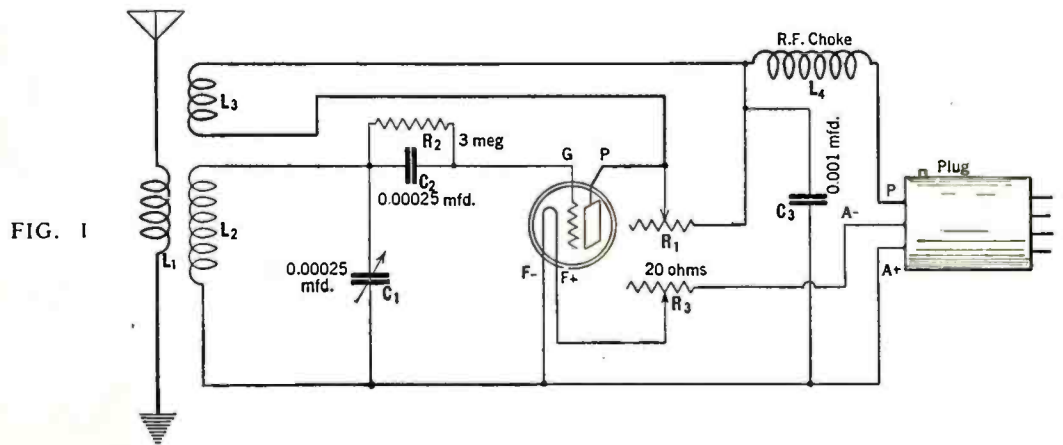 FIG. 1
R.F. Choke
L4
L3
R2
3 meg
C2
0.00025 mfd.
G
P
L2
L1
0.00025
mfd.
C1
F-
F+
R1
20 ohms
R3
C3
0.001 mfd.
Plug
P
A-
A+